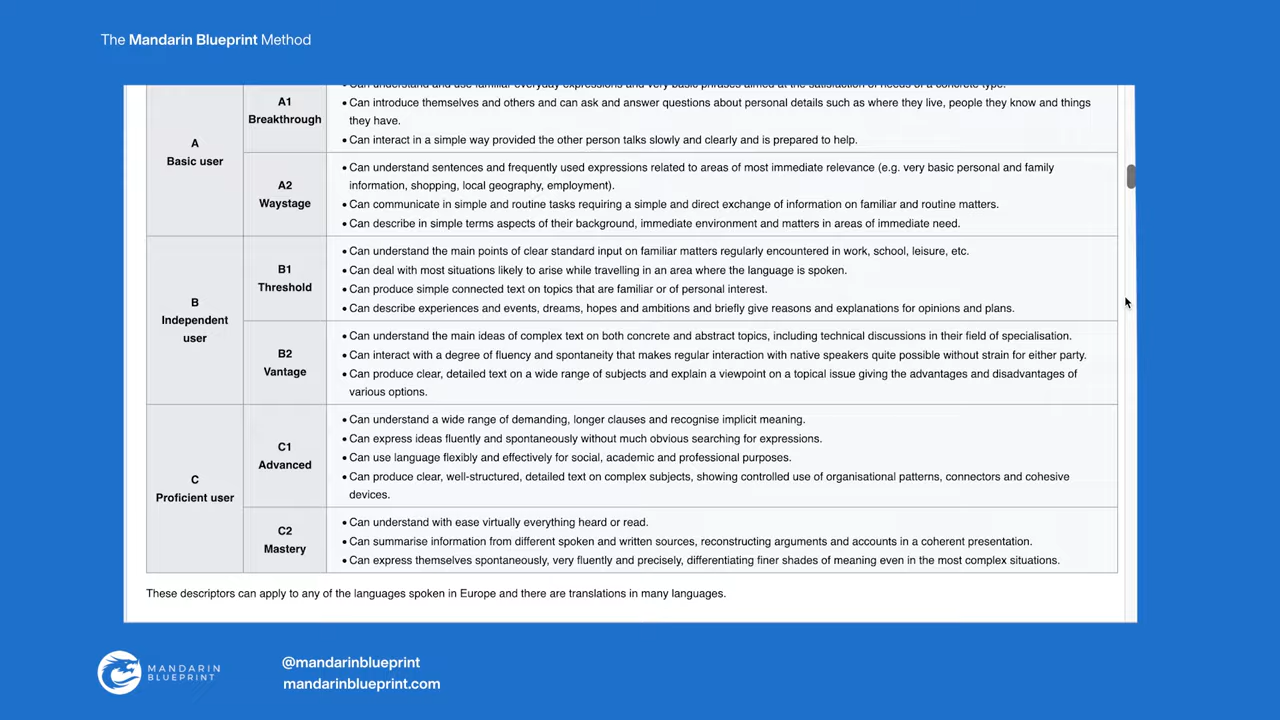 The Mandarin Blueprint Method
Can understand and use familiar everyday expressions and very basic phrases aimed at the satisfaction of needs of a concrete type.
A
Basic user
A1
Breakthrough
• Can introduce themselves and others and can ask and answer questions about personal details such as where they live, people they know and things
they have.
• Can interact in a simple way provided the other person talks slowly and clearly and is prepared to help.
A2
Waystage
• Can understand sentences and frequently used expressions related to areas of most immediate relevance (e.g. very basic personal and family
information, shopping, local geography, employment).
• Can communicate in simple and routine tasks requiring a simple and direct exchange of information on familiar and routine matters.
• Can describe in simple terms aspects of their background, immediate environment and matters in areas of immediate need.
B
Independent
user
B1
Threshold
• Can understand the main points of clear standard input on familiar matters regularly encountered in work, school, leisure, etc.
• Can deal with most situations likely to arise while travelling in an area where the language is spoken.
• Can produce simple connected text on topics that are familiar or of personal interest.
• Can describe experiences and events, dreams, hopes and ambitions and briefly give reasons and explanations for opinions and plans.
B2
Vantage
• Can understand the main ideas of complex text on both concrete and abstract topics, including technical discussions in their field of specialisation.
• Can interact with a degree of fluency and spontaneity that makes regular interaction with native speakers quite possible without strain for either party.
• Can produce clear, detailed text on a wide range of subjects and explain a viewpoint on a topical issue giving the advantages and disadvantages of
various options.
C
Proficient user
C1
Advanced
• Can understand a wide range of demanding, longer clauses and recognise implicit meaning.
• Can express ideas fluently and spontaneously without much obvious searching for expressions.
• Can use language flexibly and effectively for social, academic and professional purposes.
• Can produce clear, well-structured, detailed text on complex subjects, showing controlled use of organisational patterns, connectors and cohesive
devices.
C2
Mastery
• Can understand with ease virtually everything heard or read.
• Can summarise information from different spoken and written sources, reconstructing arguments and accounts in a coherent presentation.
• Can express themselves spontaneously, very fluently and precisely, differentiating finer shades of meaning even in the most complex situations.
These descriptors can apply to any of the languages spoken in Europe and there are translations in many languages.
MANDARIN
BLUEPRINT
@mandarinblueprint
mandarinblueprint.com